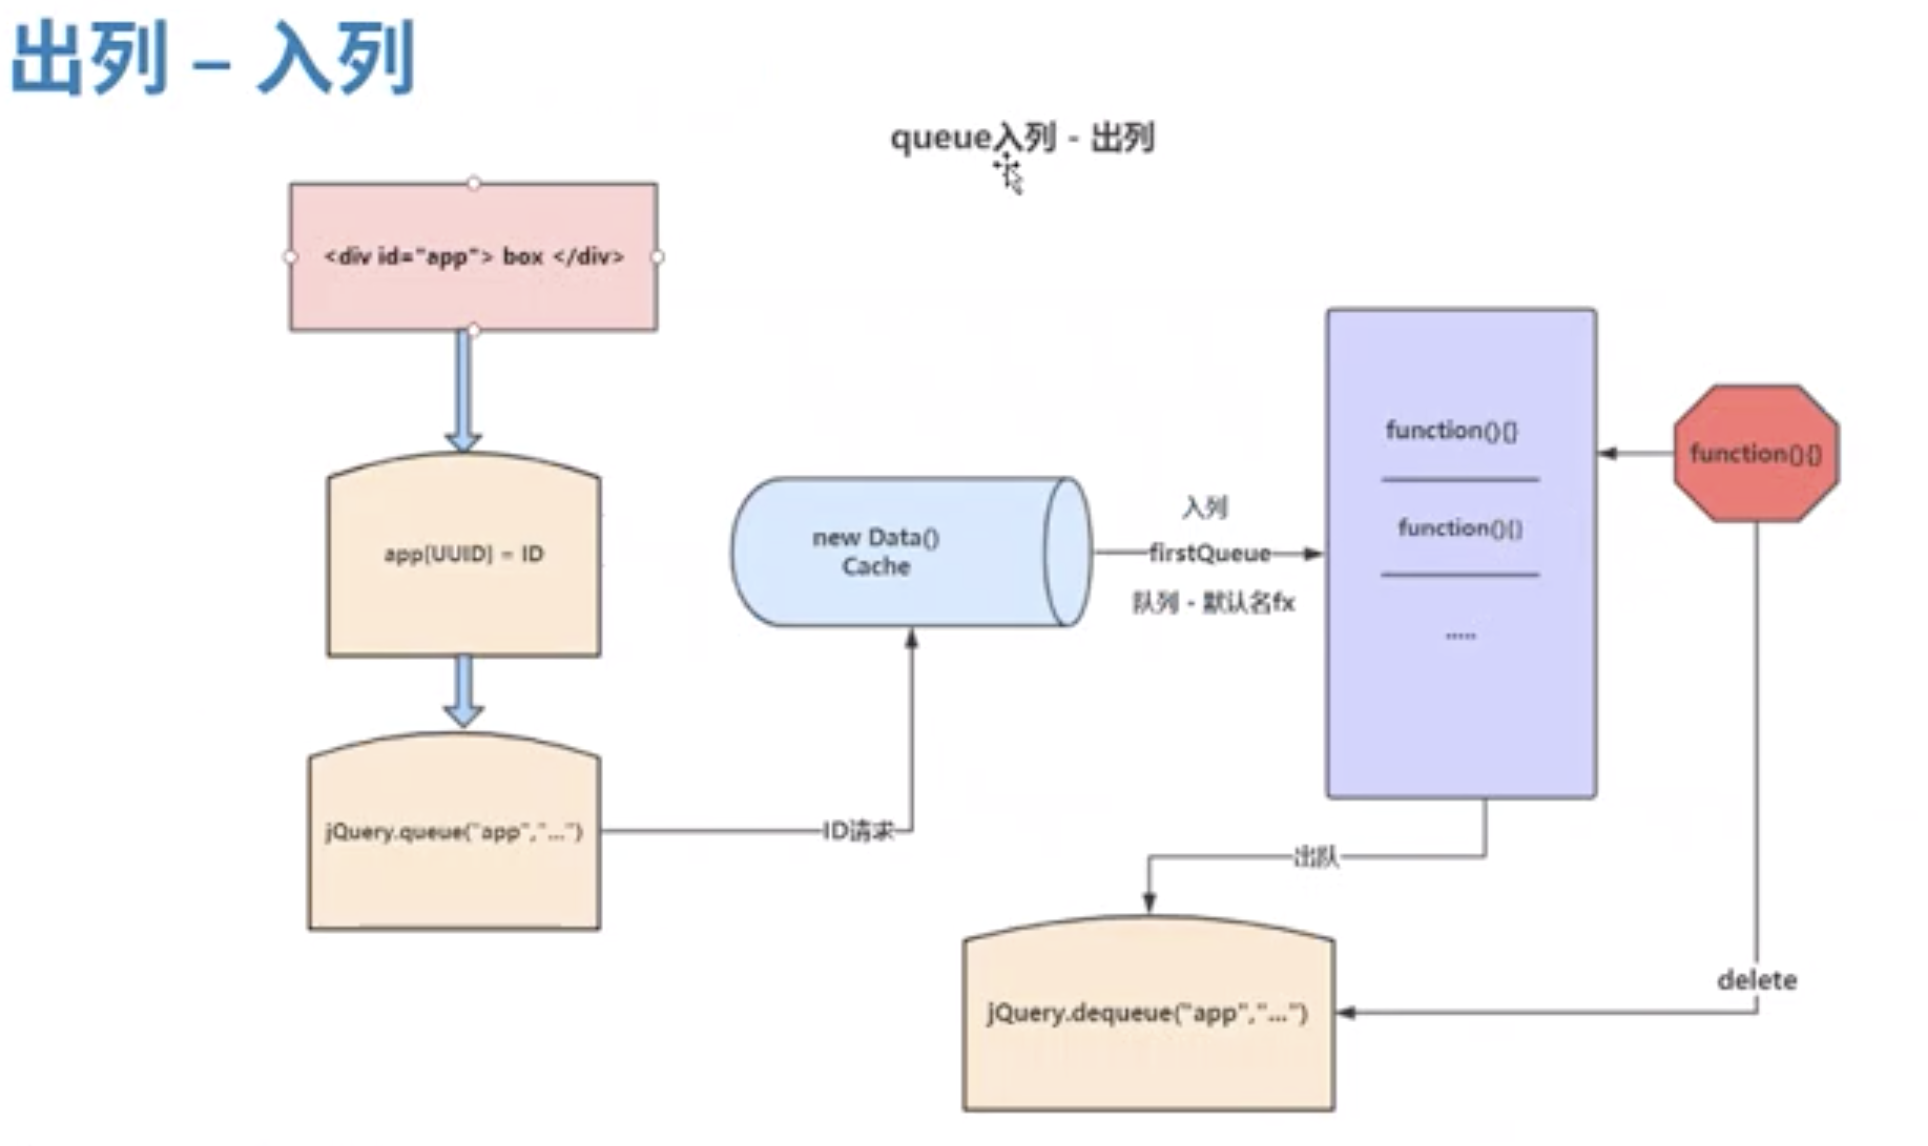 出列 – 入列
queue入列 - 出列
<div id="app"> box </div>
app[UUID] = ID
jQuery.queue("app","...")
ID请求
new Data()
Cache
入列
firstQueue
队列 - 默认名fx
function(){}
function(){}
.....
function(){}
出队
delete
jQuery.dequeue("app","...")